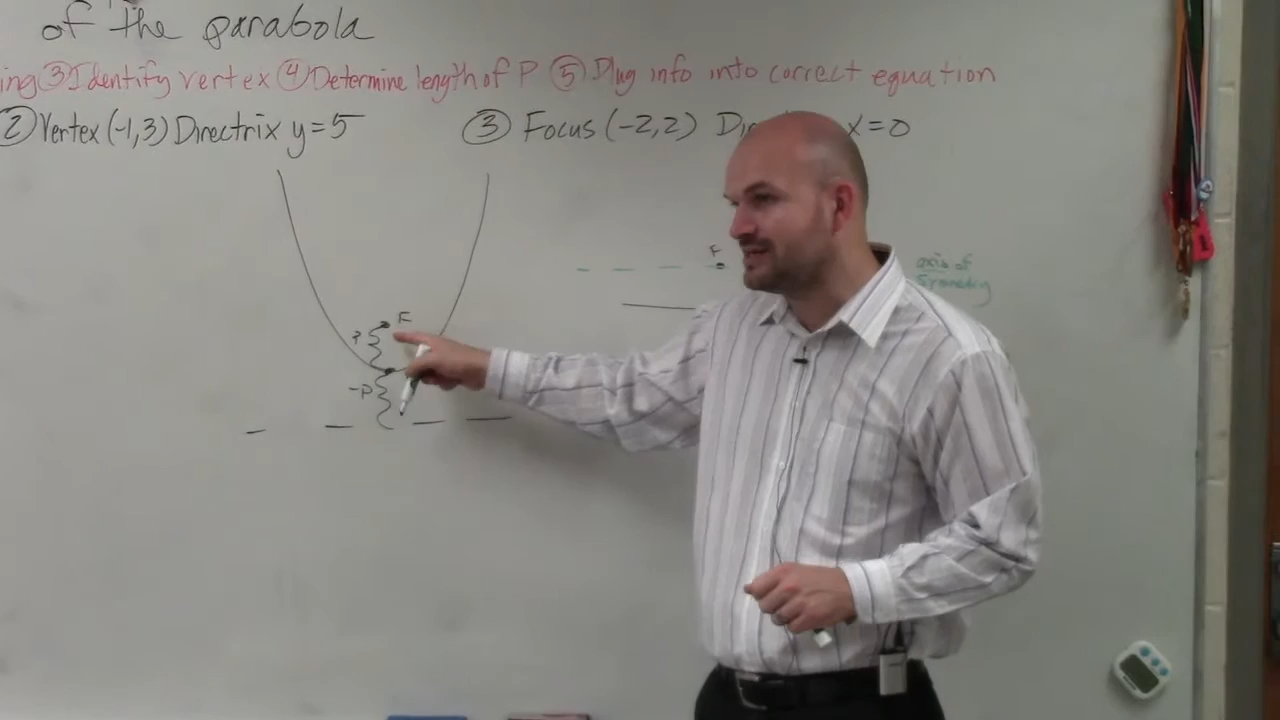 of the parabola
ing ③ Identify vertex ④ Determine length of P ⑤ Plug info into correct equation
② Vertex (-1,3) Directrix y=5
③ Focus (-2,2) x=0
F
axis of
symmetry
F
P
-P